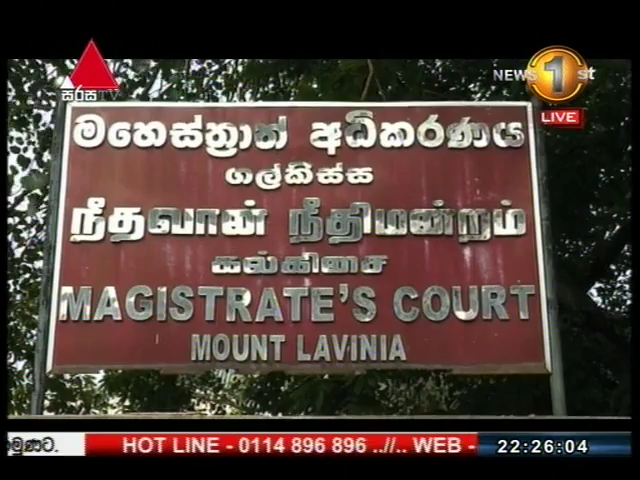 සිරස TV
NEWS 1st
LIVE
මහෙස්ත්‍රාත් අධිකරණය
ගල්කිස්ස
நீதவான் நீதிமன்றம்
கல்கிசை
MAGISTRATE'S COURT
MOUNT LAVINIA
HOT LINE - 0114 896 896 ..//.. WEB -
22:26:04